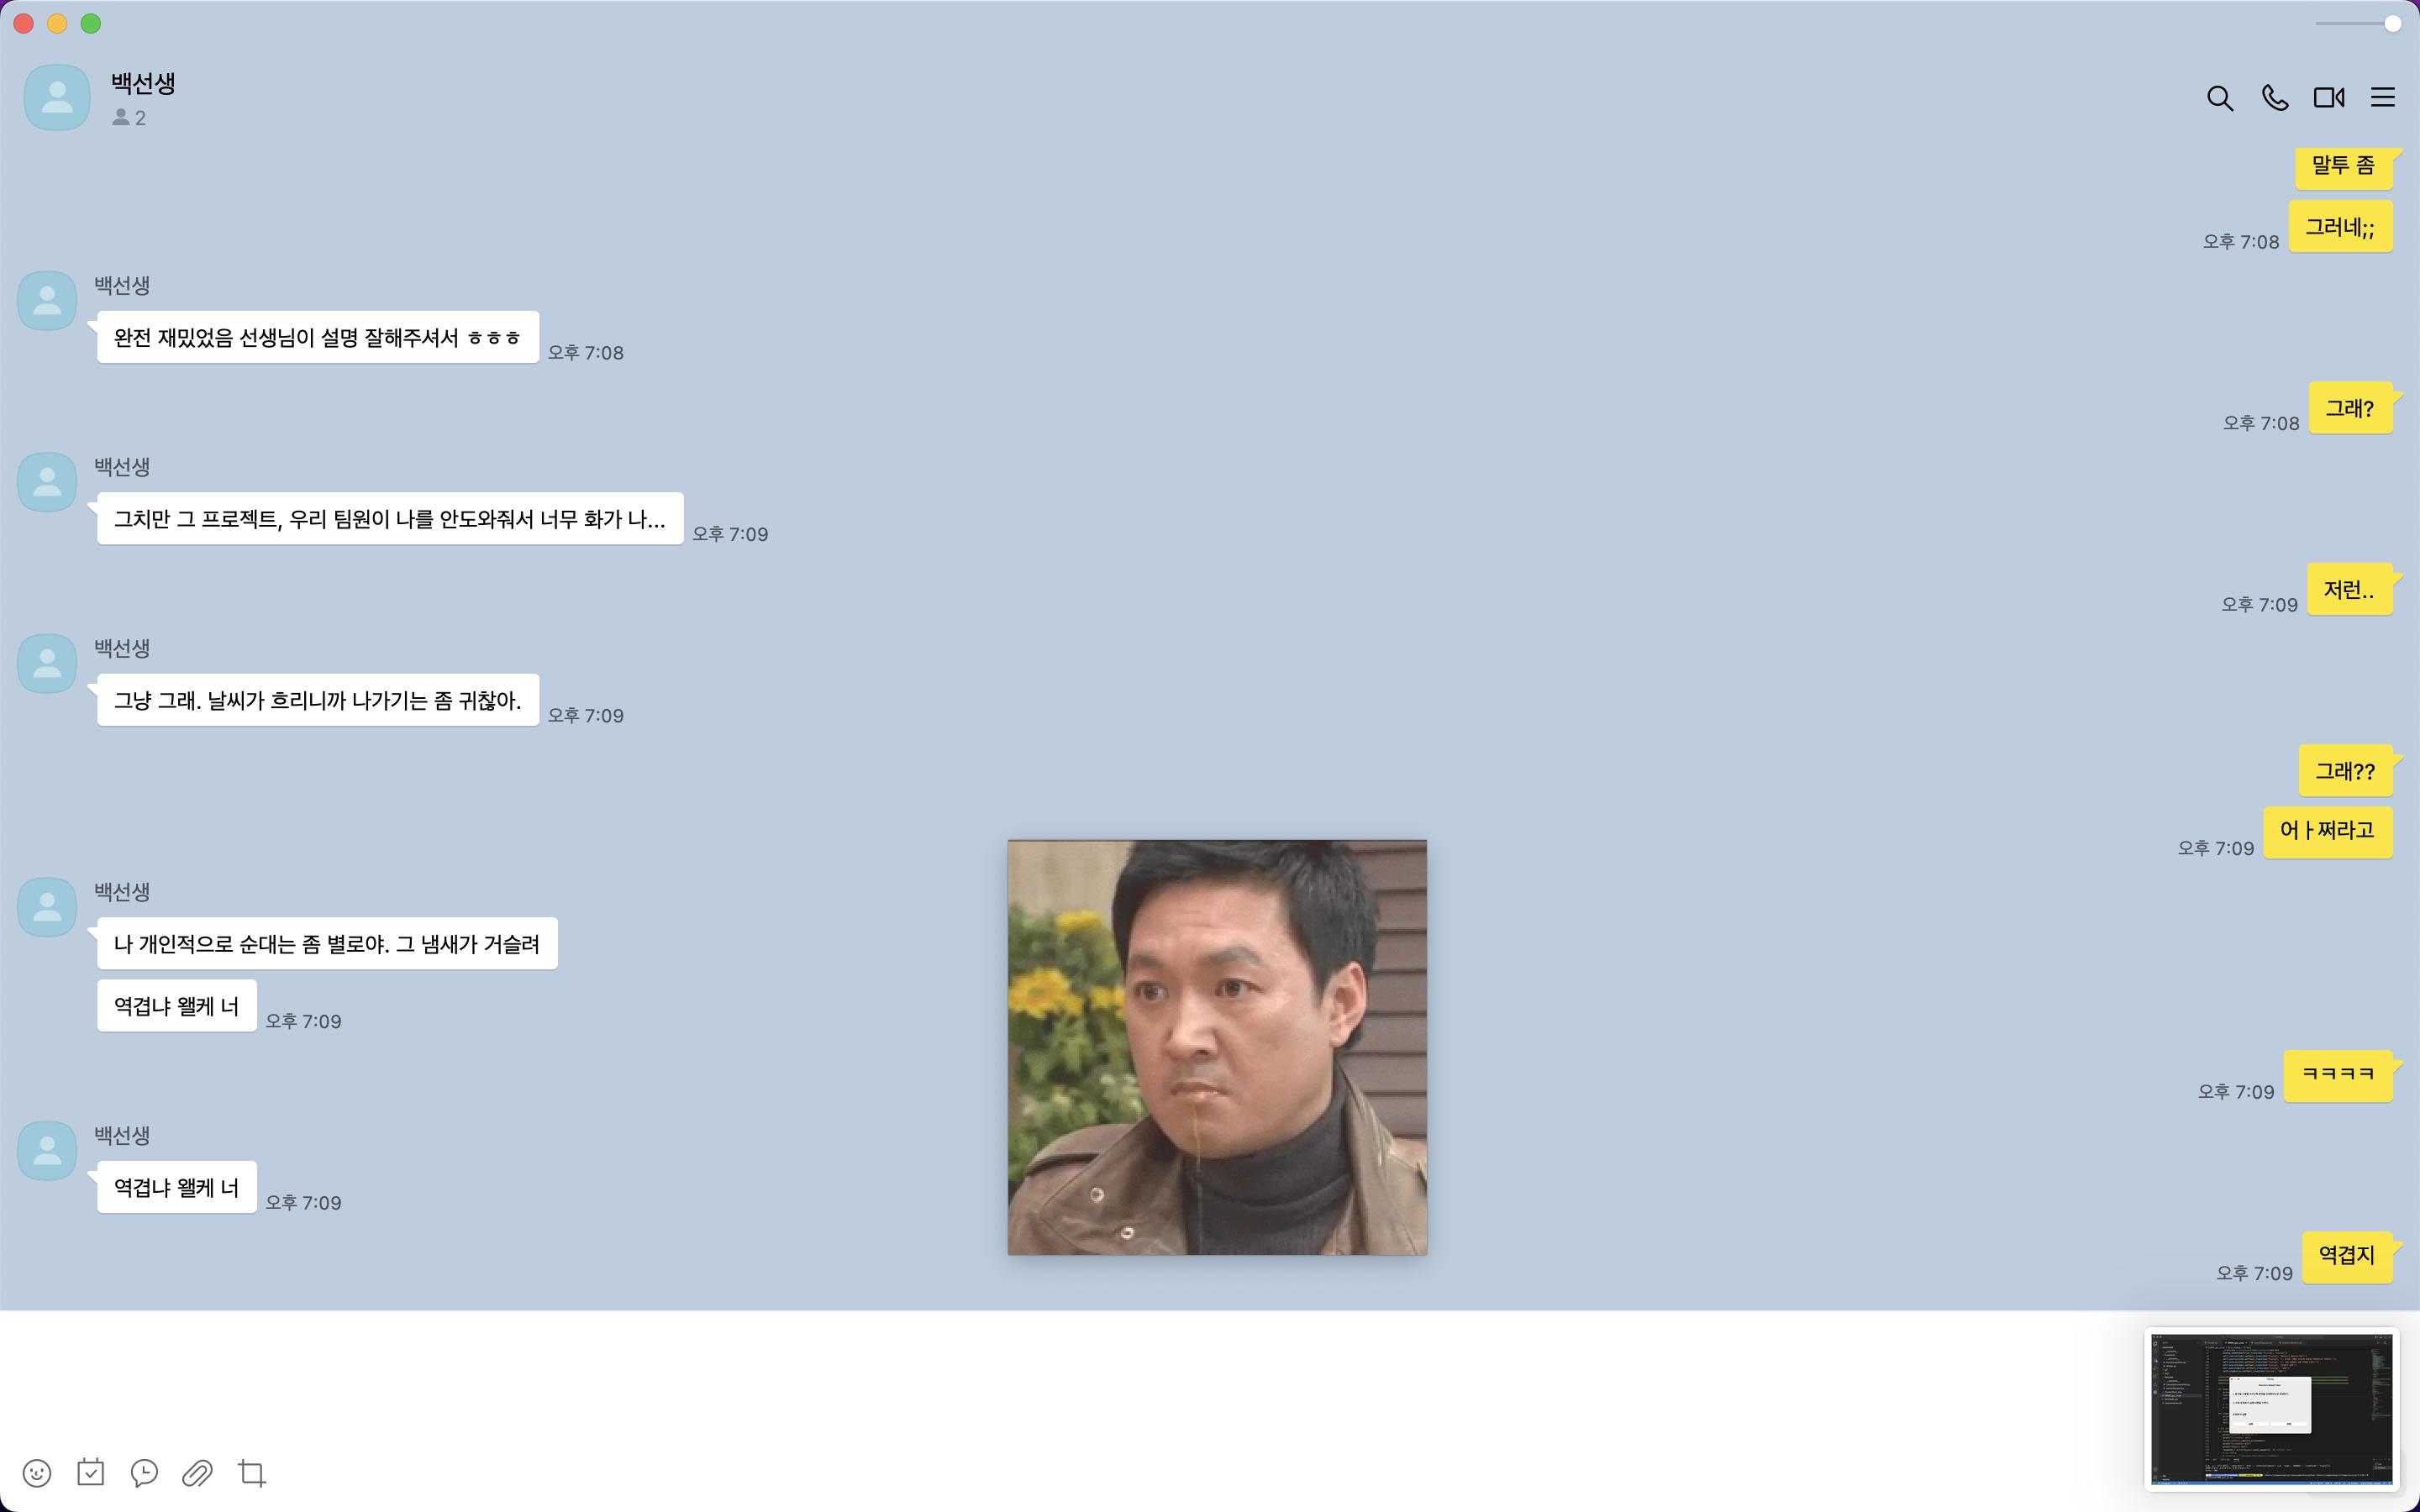 백선생
2
말투 좀
그러네;;
오후 7:08
백선생
완전 재밌었음 선생님이 설명 잘해주셔서 ㅎㅎㅎ
오후 7:08
그래?
오후 7:08
백선생
그치만 그 프로젝트, 우리 팀원이 나를 안도와줘서 너무 화가 나...
오후 7:09
저런..
오후 7:09
백선생
그냥 그래. 날씨가 흐리니까 나가기는 좀 귀찮아.
오후 7:09
그래??
어ㅏ쩌라고
오후 7:09
백선생
나 개인적으로 순대는 좀 별로야. 그 냄새가 거슬려
역겹냐 왤케 너
오후 7:09
ㅋㅋㅋㅋ
오후 7:09
백선생
역겹냐 왤케 너
오후 7:09
역겹지
오후 7:09